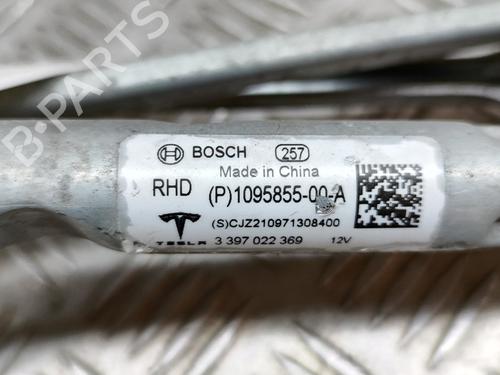 B-PARTS
BOSCH 257
Made in China
RHD (P)1095855-00-A
(S)CJZ210971308400
TESLA 3 397 022 369 12V